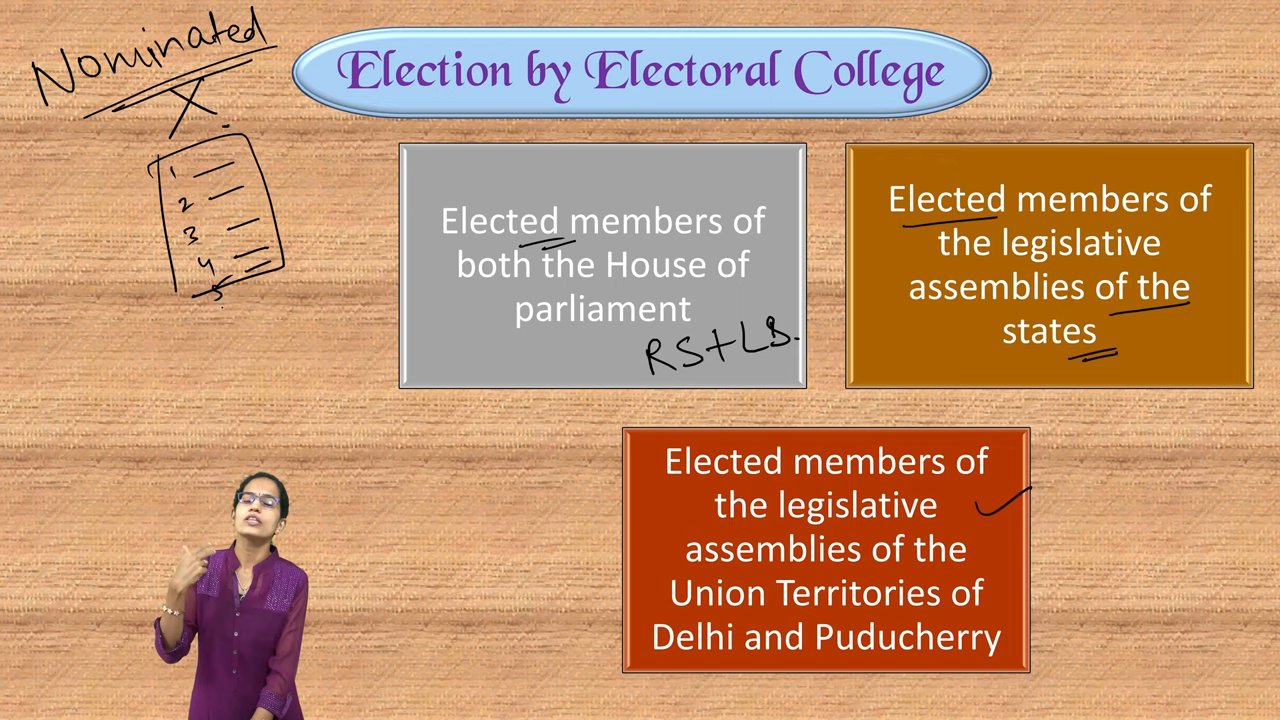 Nominated
Election by Electoral College
1
2
3
4
5
Elected members of
both the House of
parliament
RS+LS.
Elected members of
the legislative
assemblies of the
states
Elected members of
the legislative
assemblies of the
Union Territories of
Delhi and Puducherry